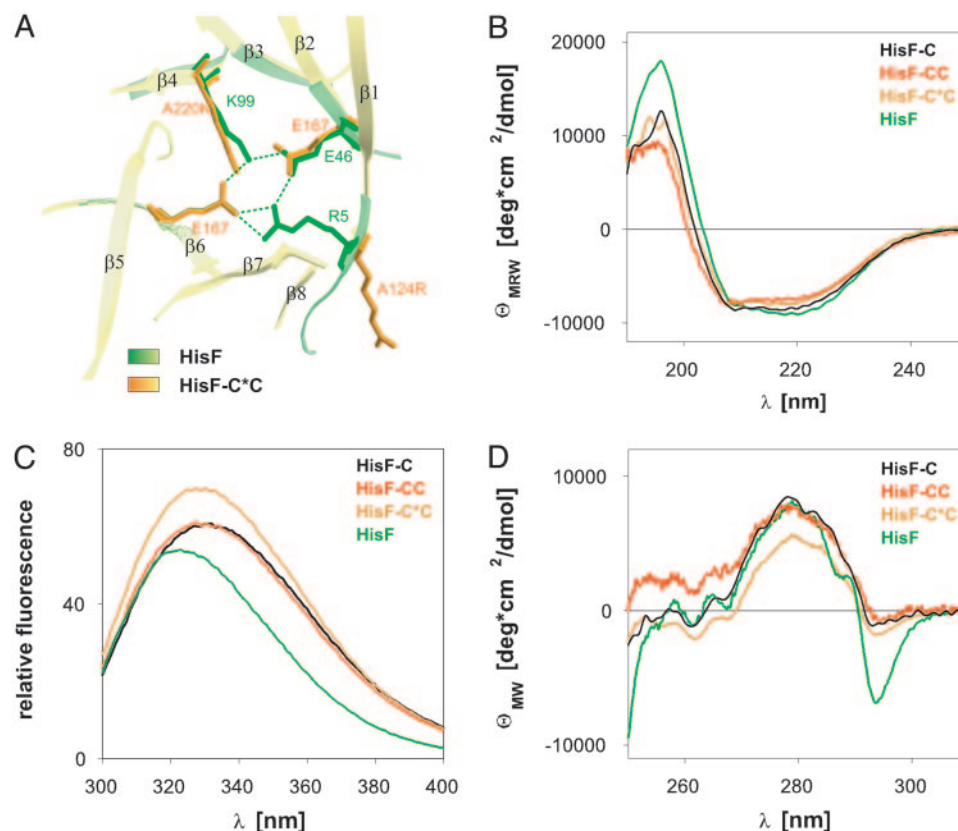 A
β3
β2
β4
β1
K99
A220K
E167
E46
E167
R5
β6
β5
β7
β8
A124R
HisF
HisF-C*C
B
20000
HisF-C
HisF-CC
HisF-C*C
HisF
10000
0
-10000
Θ MRW [deg*cm 2/dmol]
200
220
240
λ [nm]
C
80
HisF-C
HisF-CC
HisF-C*C
HisF
40
0
relative fluorescence
300
320
340
360
380
400
λ [nm]
D
10000
HisF-C
HisF-CC
HisF-C*C
HisF
0
-10000
Θ MW [deg*cm 2/dmol]
260
280
300
λ [nm]